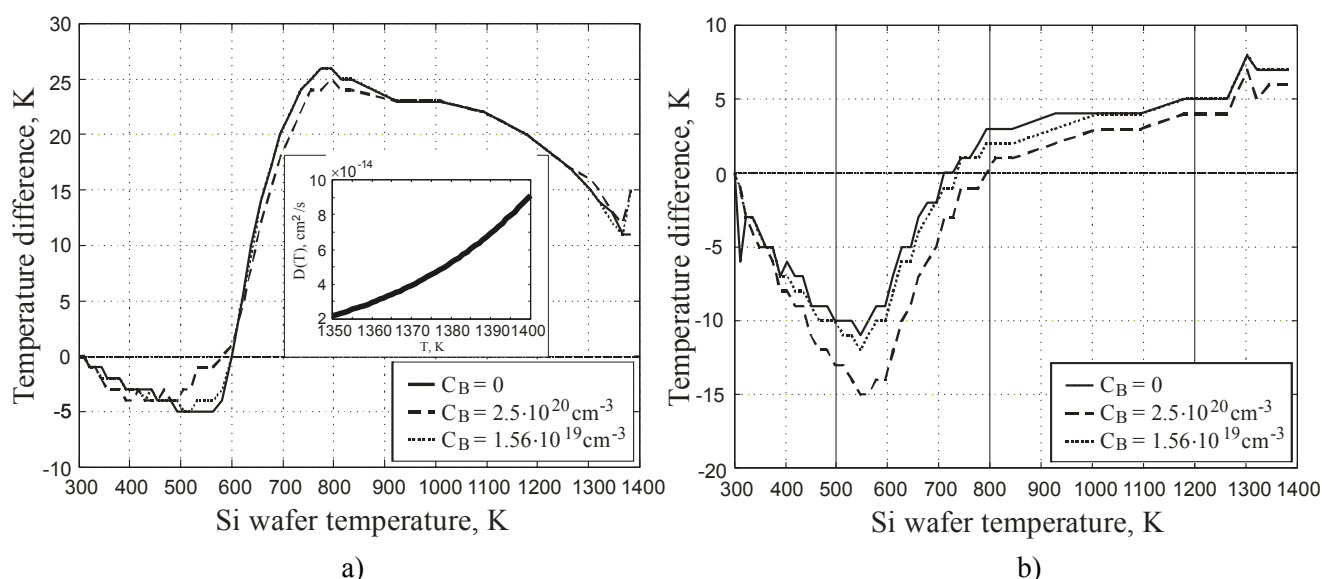 30
25
20
15
10
5
0
-5
-10
Temperature difference, K
300 400 500 600 700 800 900 1000 1100 1200 1300 1400
Si wafer temperature, K
10 ×10⁻¹⁴
8
6
4
2
D(T), cm²/s
1350 1360 1370 1380 1390 1400
T, K
C_B = 0
C_B = 2.5·10²⁰cm⁻³
C_B = 1.56·10¹⁹cm⁻³
a)
10
5
0
-5
-10
-15
-20
Temperature difference, K
300 400 500 600 700 800 900 1000 1100 1200 1300 1400
Si wafer temperature, K
C_B = 0
C_B = 2.5·10²⁰cm⁻³
C_B = 1.56·10¹⁹cm⁻³
b)